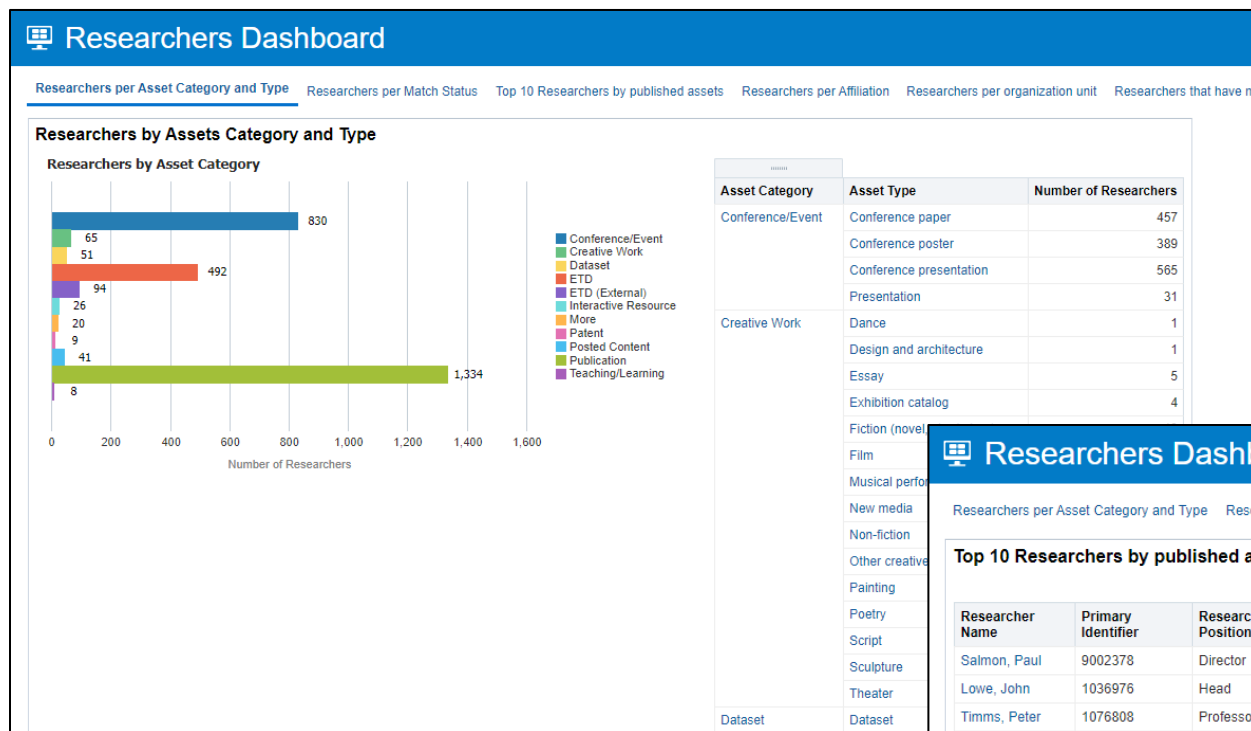 Researchers Dashboard
Researchers per Asset Category and Type Researchers per Match Status Top 10 Researchers by published assets Researchers per Affiliation Researchers per organization unit Researchers that have
Researchers by Assets Category and Type
Researchers by Asset Category
830
65
51
492
94
26
20
9
41
1,334
8
0 200 400 600 800 1,000 1,200 1,400 1,600
Number of Researchers
Conference/Event
Creative Work
Dataset
ETD
ETD (External)
Interactive Resource
More
Patent
Posted Content
Publication
Teaching/Learning
Asset Category Asset Type Number of Researchers
Conference/Event Conference paper 457
Conference poster 389
Conference presentation 565
Presentation 31
Creative Work Dance 1
Design and architecture 1
Essay 5
Exhibition catalog 4
Fiction (novel,
Film
Musical
New media
Non-fiction
Other creative
Painting
Poetry
Script
Sculpture
Theater
Dataset Dataset
Researchers
Researchers per Asset Category and Type
Top 10 Researchers by published
Researcher Name Primary Identifier Position
Salmon, Paul 9002378 Director
Lowe, John 1036976 Head
Timms, Peter 1076808